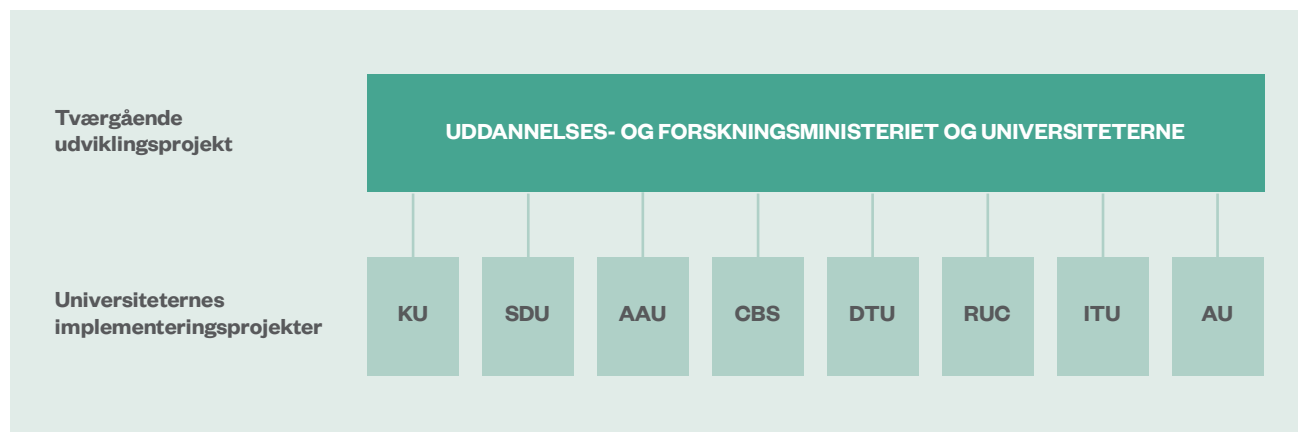 Tværgående
udviklingsprojekt
UDDANNELSES- OG FORSKNINGSMINISTERIET OG UNIVERSITETERNE
Universiteternes
implementeringsprojekter
KU SDU AAU CBS DTU RUC ITU AU